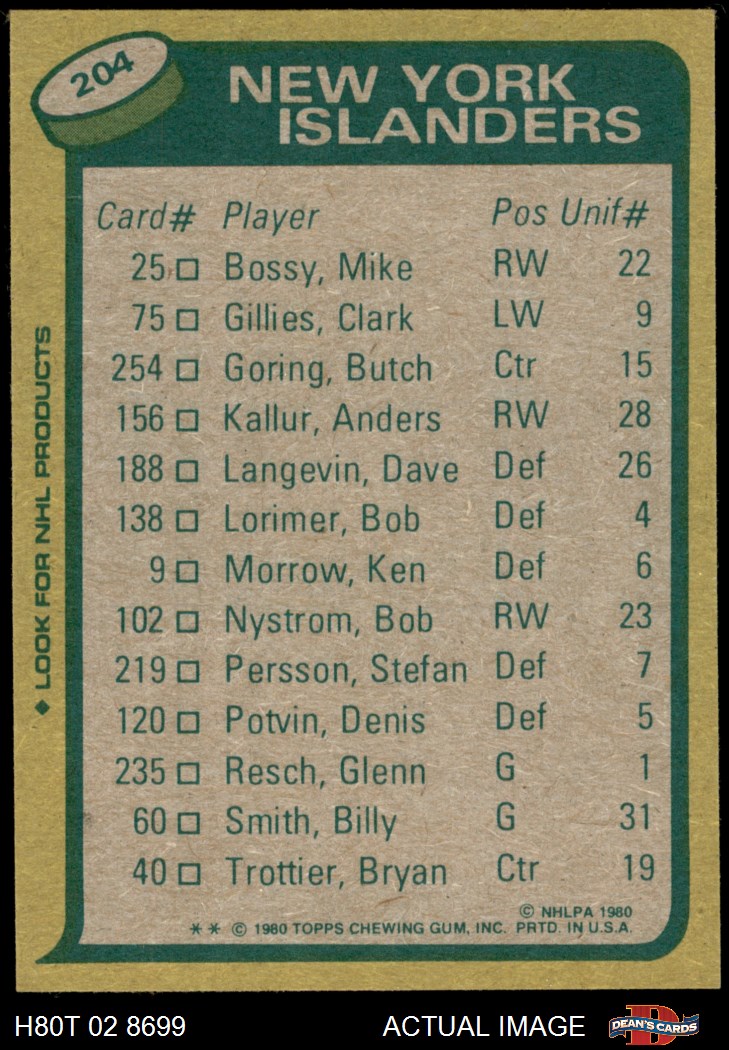 204
NEW YORK
ISLANDERS
Card# Player Pos Unif#
25 □ Bossy, Mike RW 22
75 □ Gillies, Clark LW 9
254 □ Goring, Butch Ctr 15
156 □ Kallur, Anders RW 28
188 □ Langevin, Dave Def 26
138 □ Lorimer, Bob Def 4
9 □ Morrow, Ken Def 6
102 □ Nystrom, Bob RW 23
219 □ Persson, Stefan Def 7
120 □ Potvin, Denis Def 5
235 □ Resch, Glenn G 1
60 □ Smith, Billy G 31
40 □ Trottier, Bryan Ctr 19
© NHLPA 1980
** © 1980 TOPPS CHEWING GUM, INC. PRTD. IN U.S.A.
◆ LOOK FOR NHL PRODUCTS
H80T 02 8699 ACTUAL IMAGE D DEAN'S CARDS